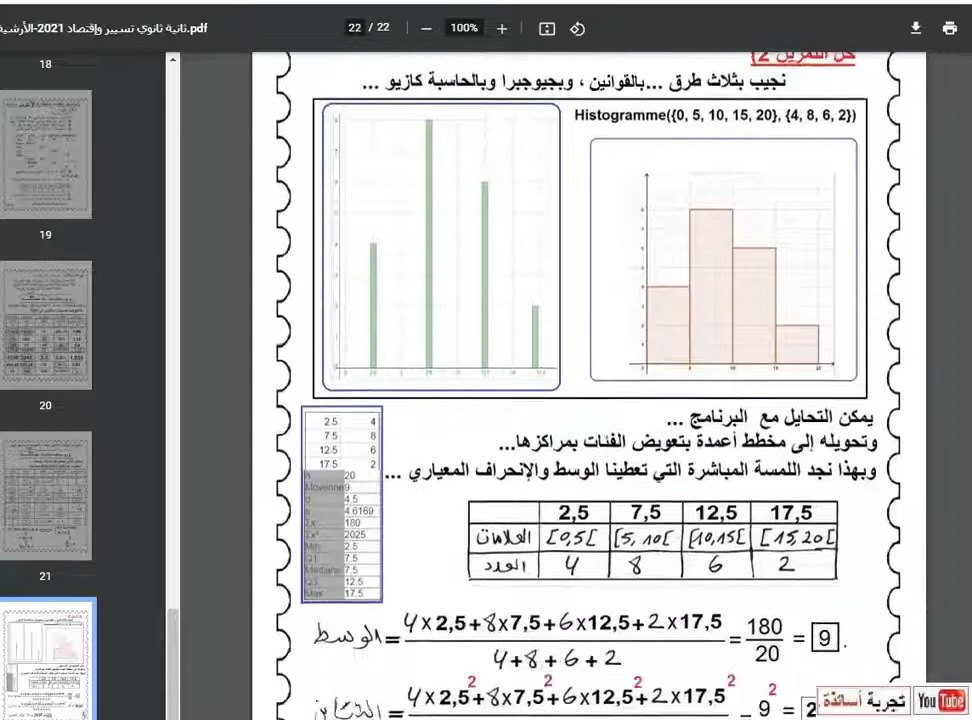 ثانية ثانوي تسيير وإقتصاد 2021-الأرشيف.pdf
22 / 22
100%
حل التمرين 2}
نجيب بثلاث طرق ...بالقوانين ، وبجيوجبرا وبالحاسبة كازيو ...
Histogramme({0, 5, 10, 15, 20}, {4, 8, 6, 2})
يمكن التحايل مع البرنامج ...
وتحويله إلى مخطط أعمدة بتعويض الفئات بمراكزها...
وبهذا نجد اللمسة المباشرة التي تعطينا الوسط والإنحراف المعياري ...
2.5 4
7.5 8
12.5 6
17.5 2
n 20
Moyenne 9
σ 4.5
s 4.6169
Σx 180
Σx² 2025
Min 2.5
Q1 7.5
Médiane 7.5
Q3 12.5
Max 17.5
2,5 7,5 12,5 17,5
العلامات [0,5[ [5,10[ [10,15[ [15,20[
العدد 4 8 6 2
الوسط = 4×2,5+8×7,5+6×12,5+2×17,5 / 4+8+6+2 = 180 / 20 = 9 .
التباين = 4×2,5²+8×7,5²+6×12,5²+2×17,5² - 9² = 2
تجربة أساتذة
YouTube
18
19
20
21